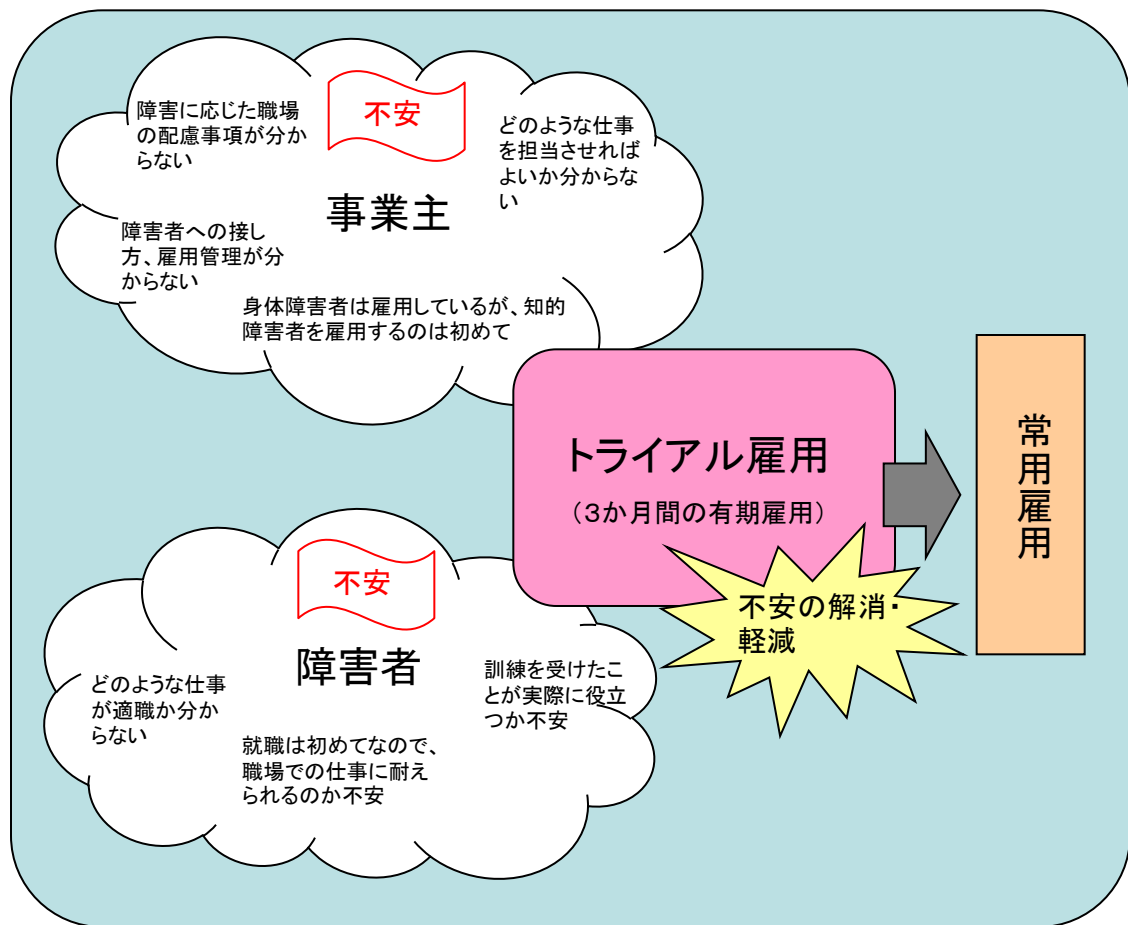 不安
障害に応じた職場
の配慮事項が分か
らない
どのような仕事
を担当させれば
よいか分からな
い
事業主
障害者への接し
方、雇用管理が分
からない
身体障害者は雇用しているが、知的
障害者を雇用するのは初めて
トライアル雇用
（３か月間の有期雇用）
不安の解消・
軽減
常用雇用
不安
障害者
どのような仕事
が適職か分か
らない
訓練を受けたこ
とが実際に役立
つか不安
就職は初めてなので、
職場での仕事に耐え
られるのか不安